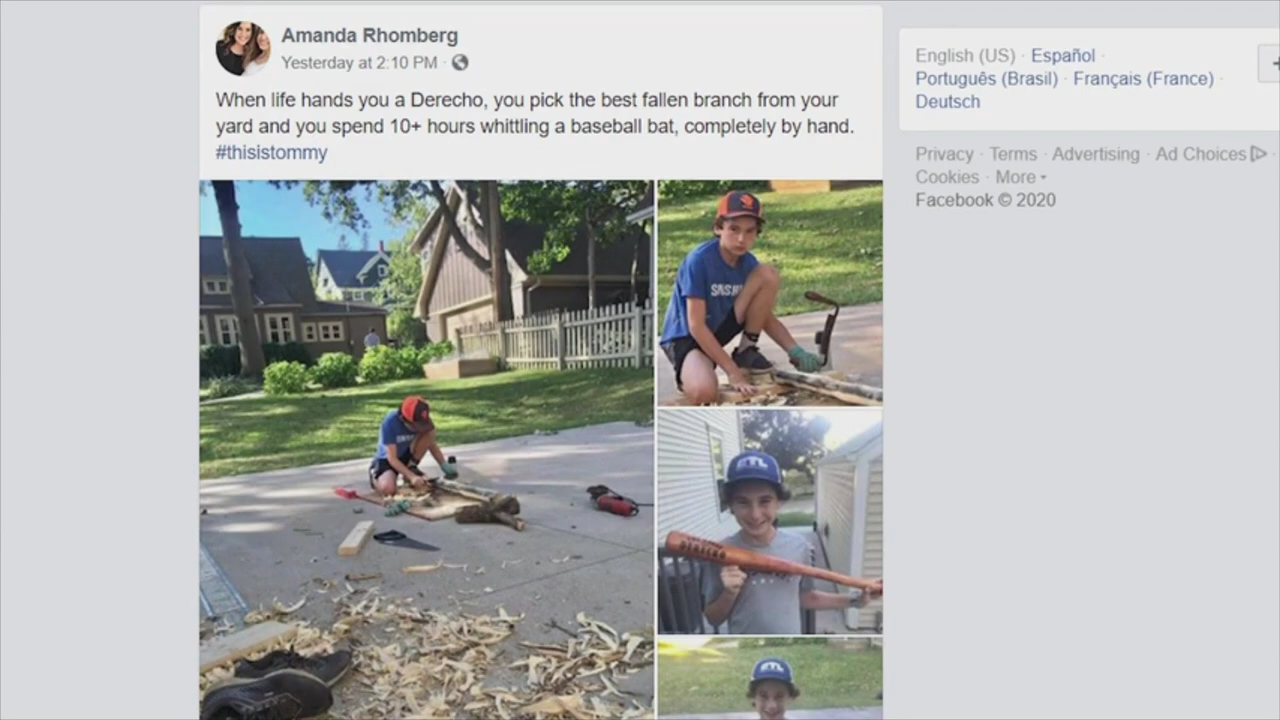 Amanda Rhomberg
Yesterday at 2:10 PM ·
When life hands you a Derecho, you pick the best fallen branch from your
yard and you spend 10+ hours whittling a baseball bat, completely by hand.
#thisistommy
English (US) · Español ·
Português (Brasil) · Français (France) ·
Deutsch
Privacy · Terms · Advertising · Ad Choices ·
Cookies · More
Facebook © 2020
STL